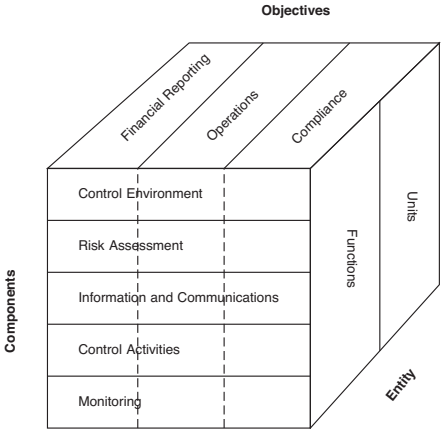 Objectives
Financial Reporting
Operations
Compliance
Control Environment
Risk Assessment
Information and Communications
Control Activities
Monitoring
Components
Functions
Units
Entity